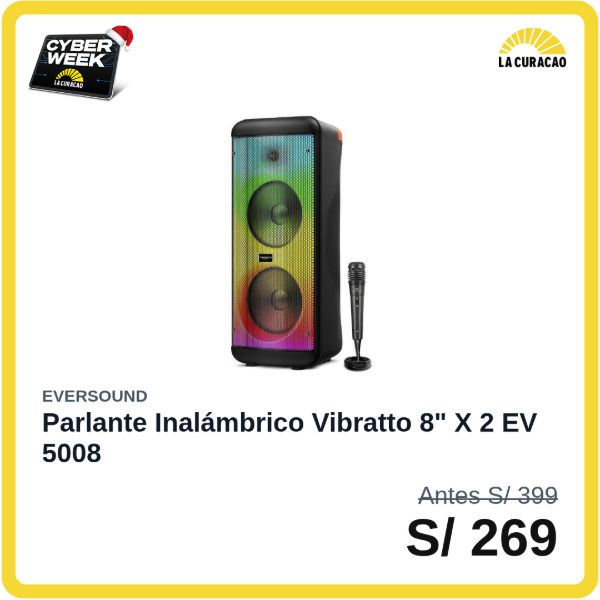 CYBER
WEEK
LA CURACAO
LA CURACAO
EVERSOUND
Parlante Inalámbrico Vibratto 8" X 2 EV
5008
Antes S/ 399
S/ 269